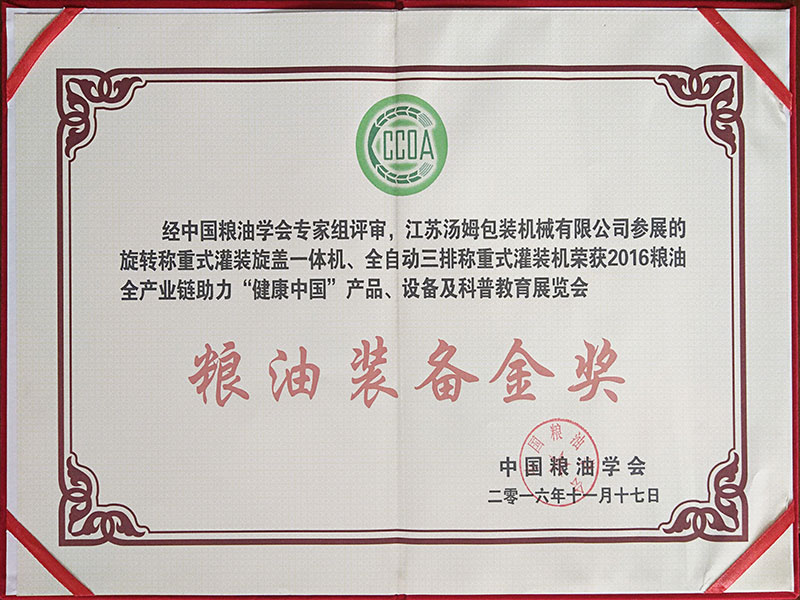 CCOA
经中国粮油学会专家组评审，江苏汤姆包装机械有限公司参展的
旋转称重式灌装旋盖一体机、全自动三排称重式灌装机荣获2016粮油
全产业链助力“健康中国”产品、设备及科普教育展览会
粮油装备金奖
国粮油
中国粮油学会
二零一六年十一月十七日